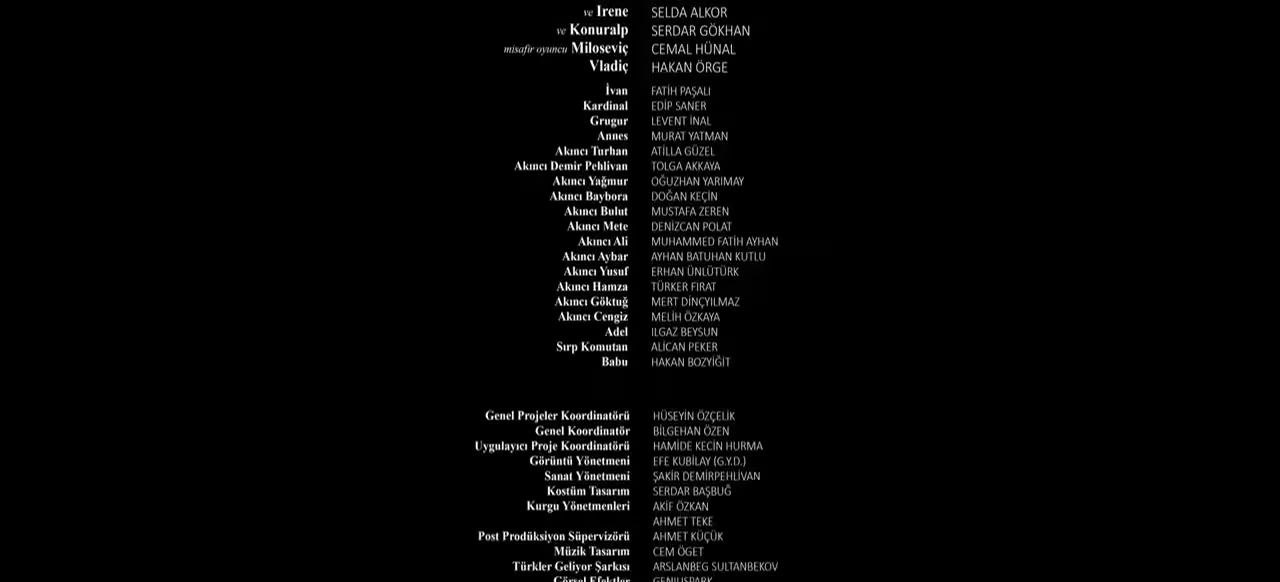 ve Irene SELDA ALKOR
ve Konuralp SERDAR GÖKHAN
misafir oyuncu Miloseviç CEMAL HÜNAL
Vladiç HAKAN ÖRGE
İvan FATİH PAŞALI
Kardinal EDİP SANER
Grugur LEVENT İNAL
Annes MURAT YATMAN
Akıncı Turhan ATİLLA GÜZEL
Akıncı Demir Pehlivan TOLGA AKKAYA
Akıncı Yağmur OĞUZHAN YARIMAY
Akıncı Baybora DOĞAN KEÇİN
Akıncı Bulut MUSTAFA ZEREN
Akıncı Mete DENİZCAN POLAT
Akıncı Ali MUHAMMED FATİH AYHAN
Akıncı Aybar AYHAN BATUHAN KUTLU
Akıncı Yusuf ERHAN ÜNLÜTÜRK
Akıncı Hamza TÜRKER FIRAT
Akıncı Göktuğ MERT DİNÇYILMAZ
Akıncı Cengiz MELİH ÖZKAYA
Adel ILGAZ BEYSUN
Sırp Komutan ALİCAN PEKER
Babu HAKAN BOZYİĞİT
Genel Projeler Koordinatörü HÜSEYİN ÖZÇELİK
Genel Koordinatör BİLGEHAN ÖZEN
Uygulayıcı Proje Koordinatörü HAMİDE KECİN HURMA
Görüntü Yönetmeni EFE KUBİLAY (G.Y.D.)
Sanat Yönetmeni ŞAKİR DEMİRPEHLİVAN
Kostüm Tasarım SERDAR BAŞBUĞ
Kurgu Yönetmenleri AKİF ÖZKAN
AHMET TEKE
Post Prodüksiyon Süpervizörü AHMET KÜÇÜK
Müzik Tasarım CEM ÖGET
Türkler Geliyor Şarkısı ARSLANBEG SULTANBEKOV
Görsel Efektler GENIUSPARK